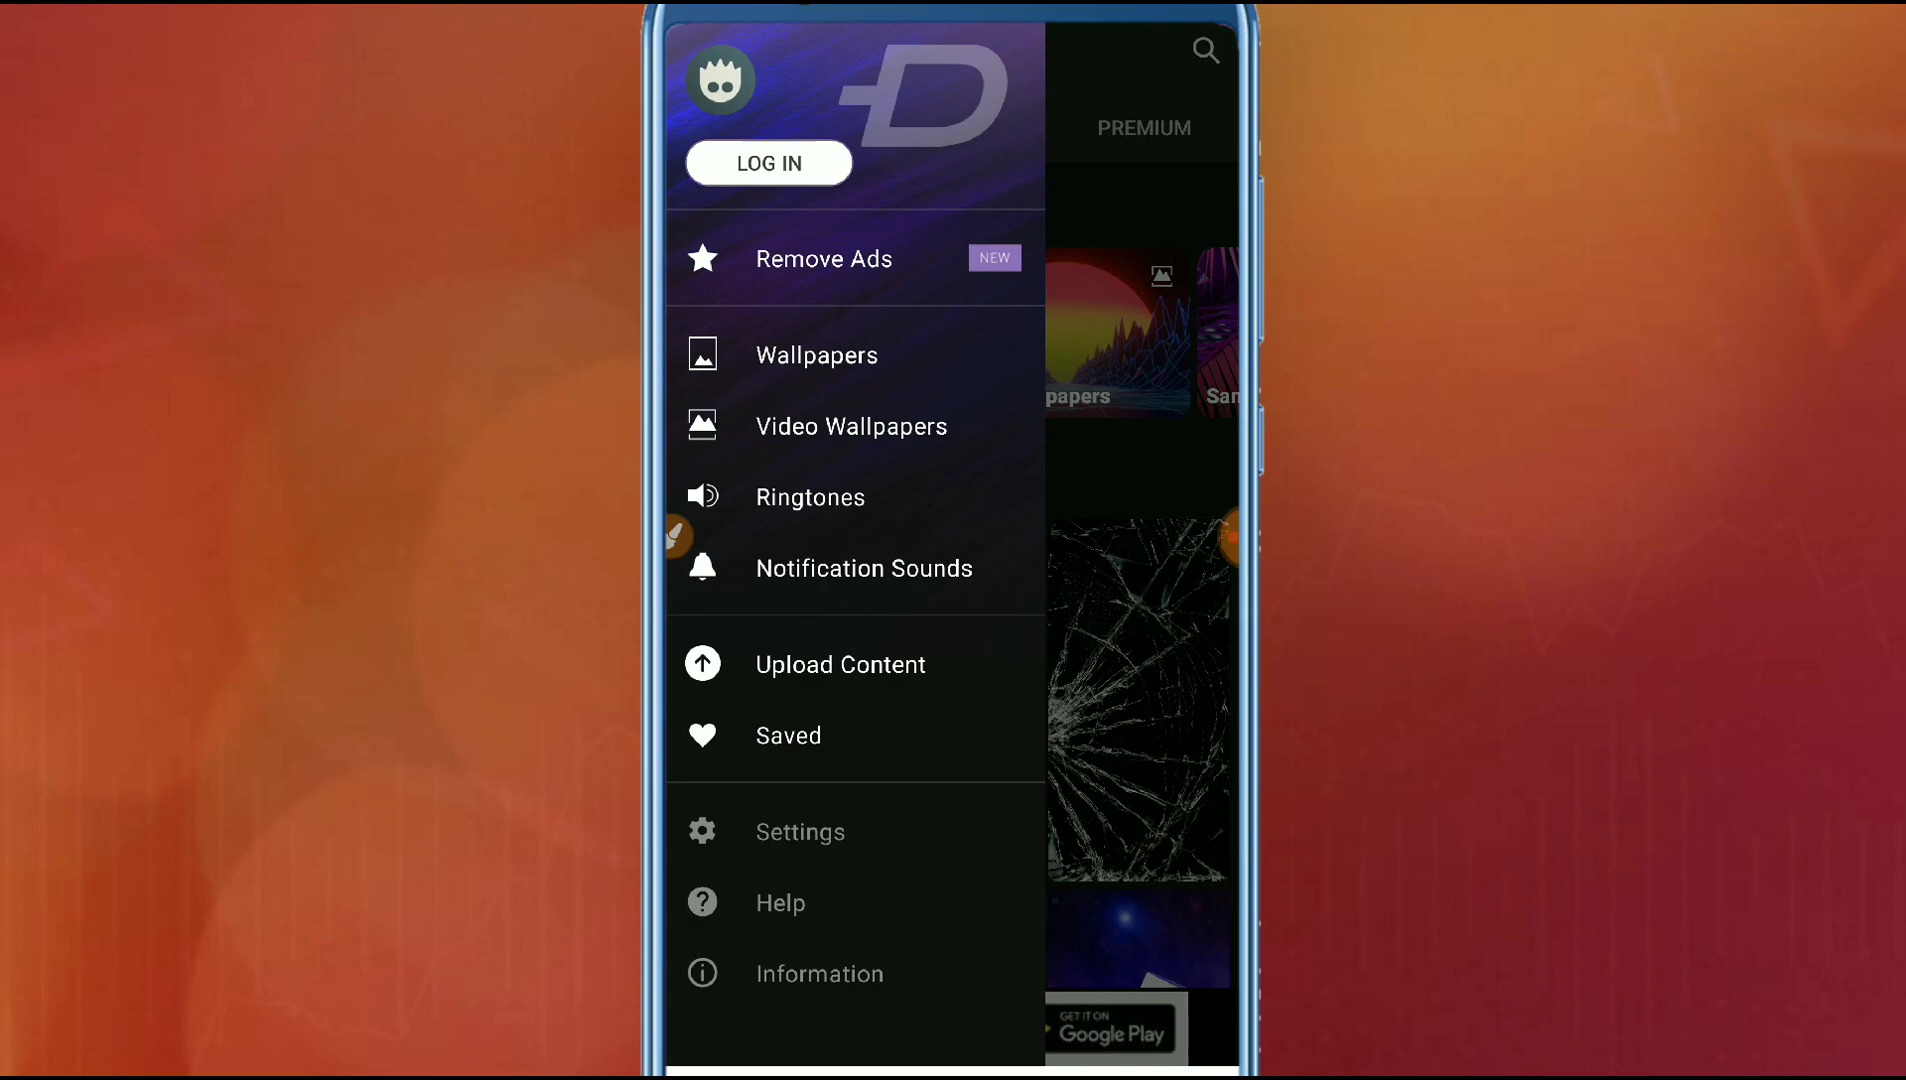 PREMIUM
LOG IN
Remove Ads NEW
Wallpapers
papers
San
Video Wallpapers
Ringtones
Notification Sounds
Upload Content
Saved
Settings
Help
Information
GET IT ON
Google Play